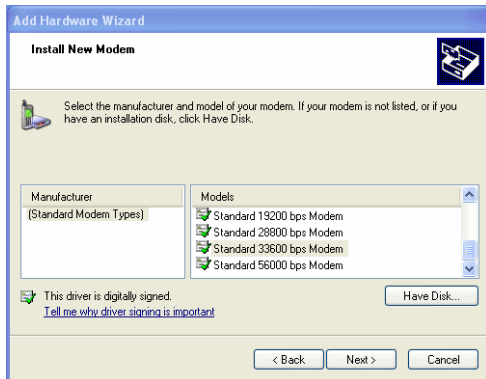 Add Hardware Wizard
Install New Modem
Select the manufacturer and model of your modem. If your modem is not listed, or if you
have an installation disk, click Have Disk.
Manufacturer
(Standard Modem Types)
Models
Standard 19200 bps Modem
Standard 28800 bps Modem
Standard 33600 bps Modem
Standard 56000 bps Modem
This driver is digitally signed.
Tell me why driver signing is important
Have Disk...
< Back
Next >
Cancel